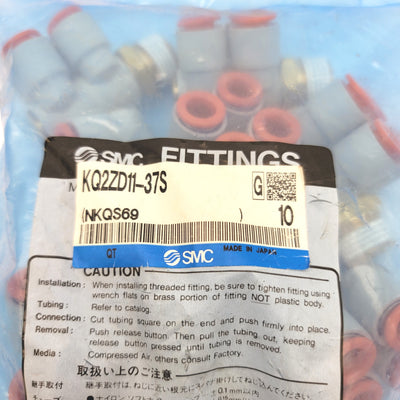 SMC FITTINGS
KQ2ZD11-37S
G
(NKQS69 ) 10
QT SMC MADE IN JAPAN
CAUTION
Installation: When installing threaded fitting, be sure to tighten fitting using
wrench flats on brass portion of fitting NOT plastic body.
Tubing: Refer to catalog.
Connection: Cut tubing square on the end and push firmly into place.
Removal: Push release button. Then pull the tubing out, keeping
release button pressed until tubing is removed.
Media: Compressed Air, others consult Factory.
取扱い上のご注意
継手取付